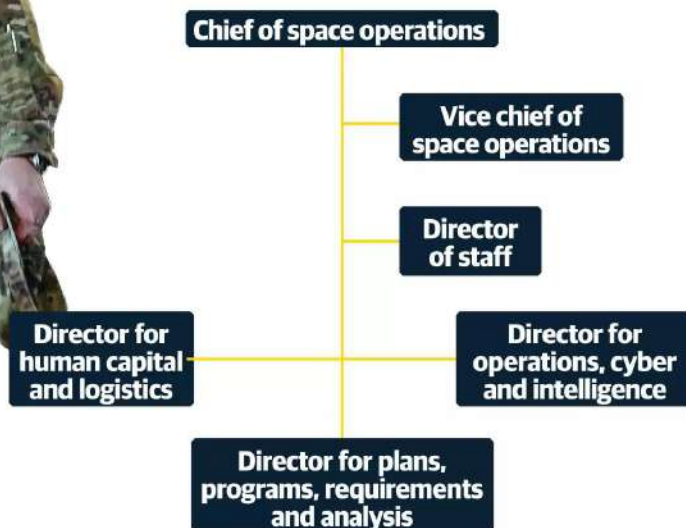 Chief of space operations
Vice chief of
space operations
Director
of staff
Director for
human capital
and logistics
Director for
operations, cyber
and intelligence
Director for plans,
programs, requirements
and analysis